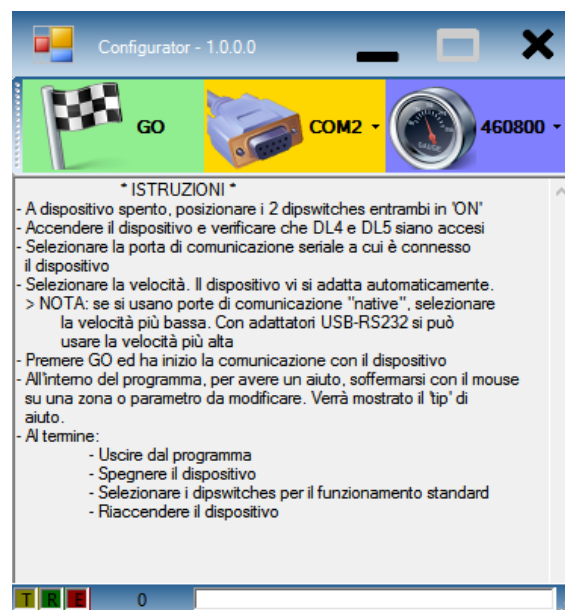 Configurator - 1.0.0.0
GO
COM2
460800
* ISTRUZIONI *
- A dispositivo spento, posizionare i 2 dipswitches entrambi in 'ON'
- Accendere il dispositivo e verificare che DL4 e DL5 siano accesi
- Selezionare la porta di comunicazione seriale a cui è connesso
il dispositivo
- Selezionare la velocità. Il dispositivo vi si adatta automaticamente.
> NOTA: se si usano porte di comunicazione "native", selezionare
la velocità più bassa. Con adattatori USB-RS232 si può
usare la velocità più alta
- Premere GO ed ha inizio la comunicazione con il dispositivo
- All'interno del programma, per avere un aiuto, soffermarsi con il mouse
su una zona o parametro da modificare. Verrà mostrato il 'tip' di
aiuto.
- Al termine:
- Uscire dal programma
- Spegnere il dispositivo
- Selezionare i dipswitches per il funzionamento standard
- Riaccendere il dispositivo
T R E 0